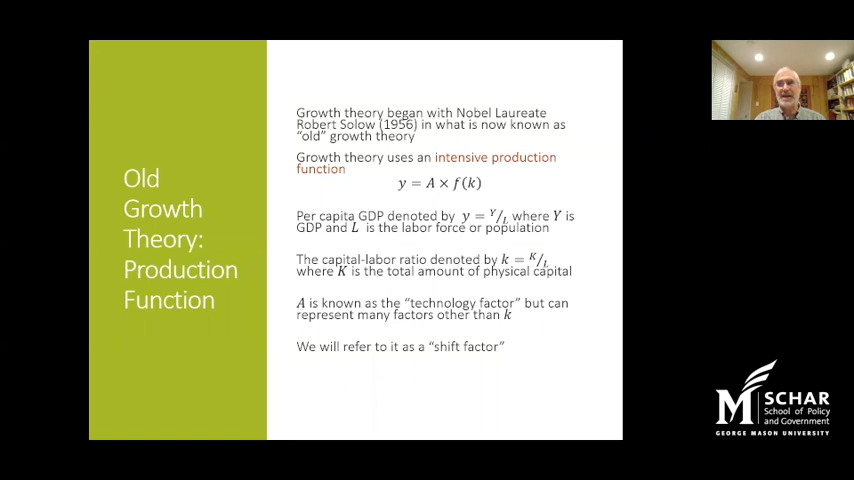 Old
Growth
Theory:
Production
Function
Growth theory began with Nobel Laureate
Robert Solow (1956) in what is now known as
“old” growth theory
Growth theory uses an intensive production
function
y = A × f(k)
Per capita GDP denoted by y = Y/L where Y is
GDP and L is the labor force or population
The capital-labor ratio denoted by k = K/L
where K is the total amount of physical capital
A is known as the “technology factor” but can
represent many factors other than k
We will refer to it as a “shift factor”
M SCHAR
School of Policy
and Government
GEORGE MASON UNIVERSITY